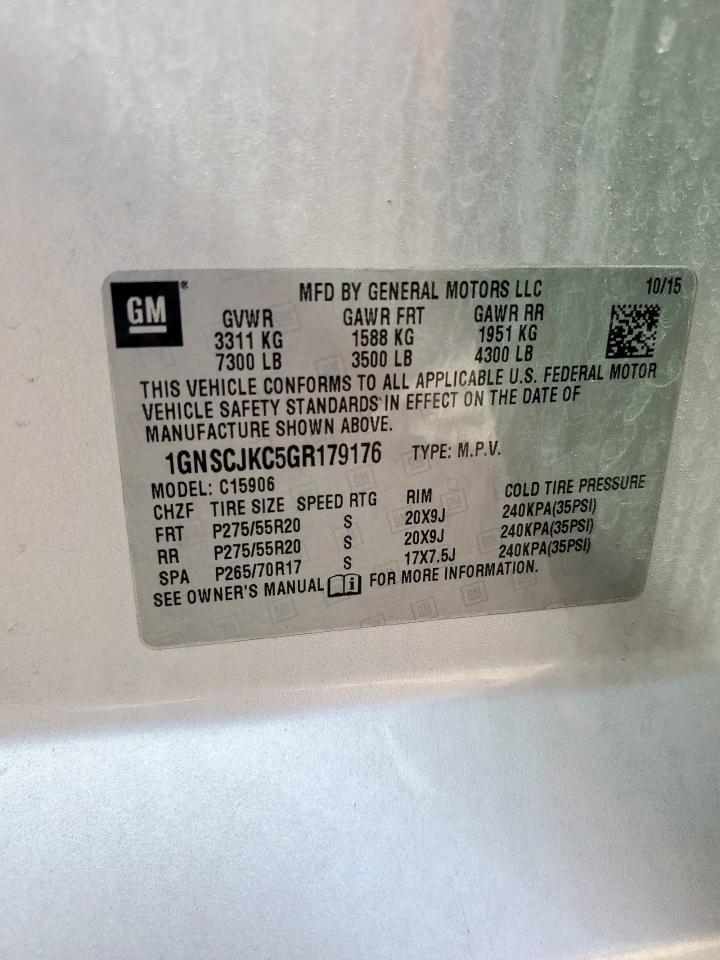 GM®
MFD BY GENERAL MOTORS LLC 10/15
GVWR GAWR FRT GAWR RR
3311 KG 1588 KG 1951 KG
7300 LB 3500 LB 4300 LB
THIS VEHICLE CONFORMS TO ALL APPLICABLE U.S. FEDERAL MOTOR
VEHICLE SAFETY STANDARDS IN EFFECT ON THE DATE OF
MANUFACTURE SHOWN ABOVE.
1GNSCJKC5GR179176 TYPE: M.P.V.
MODEL: C15906
CHZF TIRE SIZE SPEED RTG RIM COLD TIRE PRESSURE
FRT P275/55R20 S 20X9J 240KPA(35PSI)
RR P275/55R20 S 20X9J 240KPA(35PSI)
SPA P265/70R17 S 17X7.5J 240KPA(35PSI)
SEE OWNER'S MANUAL i FOR MORE INFORMATION.